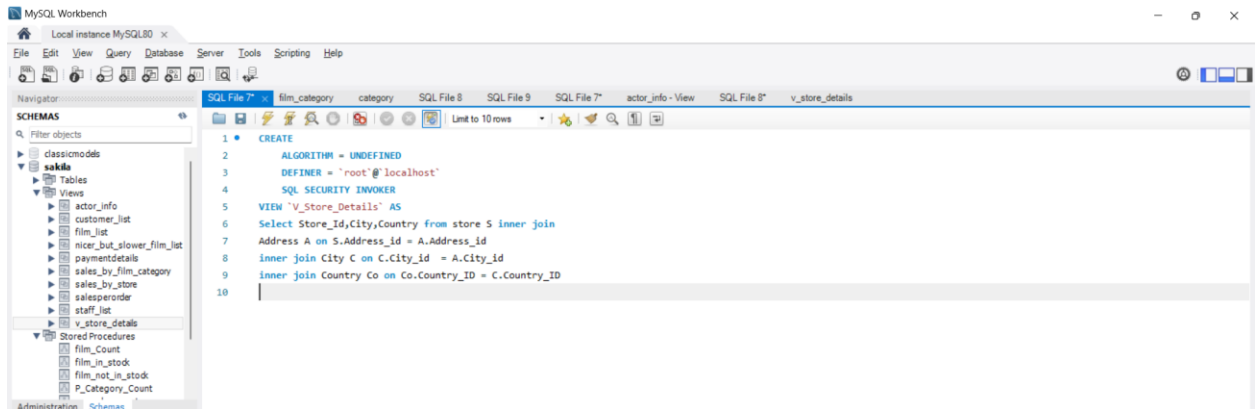 MySQL Workbench
Local instance MySQL80
File Edit View Query Database Server Tools Scripting Help
Navigator
SCHEMAS
Filter objects
classicmodels
sakila
Tables
Views
actor_info
customer_list
film_list
nicer_but_slower_film_list
paymentdetails
sales_by_film_category
sales_by_store
salesperorder
staff_list
v_store_details
Stored Procedures
film_Count
film_in_stock
film_not_in_stock
P_Category_Count
Administration Schemas
SQL File 7* film_category category SQL File 8 SQL File 9 SQL File 7* actor_info - View SQL File 8* v_store_details
Limit to 10 rows
1 CREATE
2 ALGORITHM = UNDEFINED
3 DEFINER = `root`@`localhost`
4 SQL SECURITY INVOKER
5 VIEW `V_Store_Details` AS
6 Select Store_Id,City,Country from store S inner join
7 Address A on S.Address_id = A.Address_id
8 inner join City C on C.City_id = A.City_id
9 inner join Country Co on Co.Country_ID = C.Country_ID
10